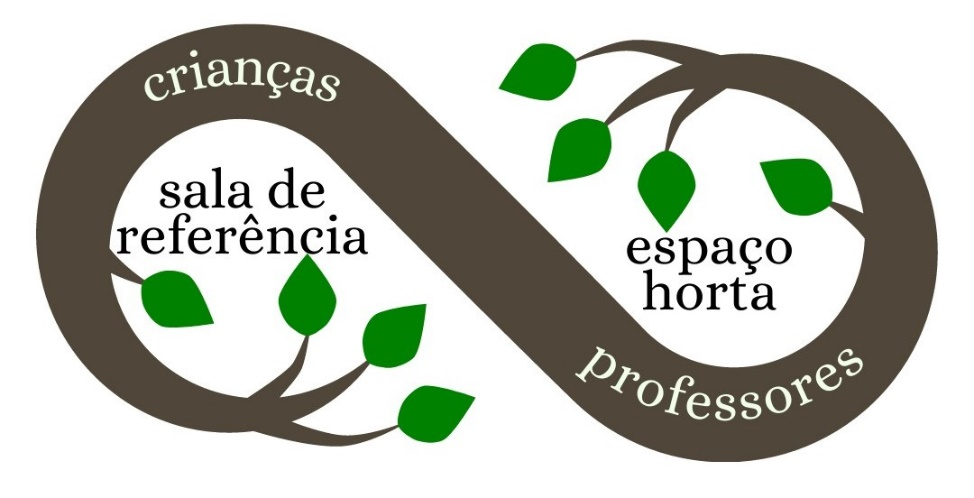 crianças
sala de
referência
espaço
horta
professores